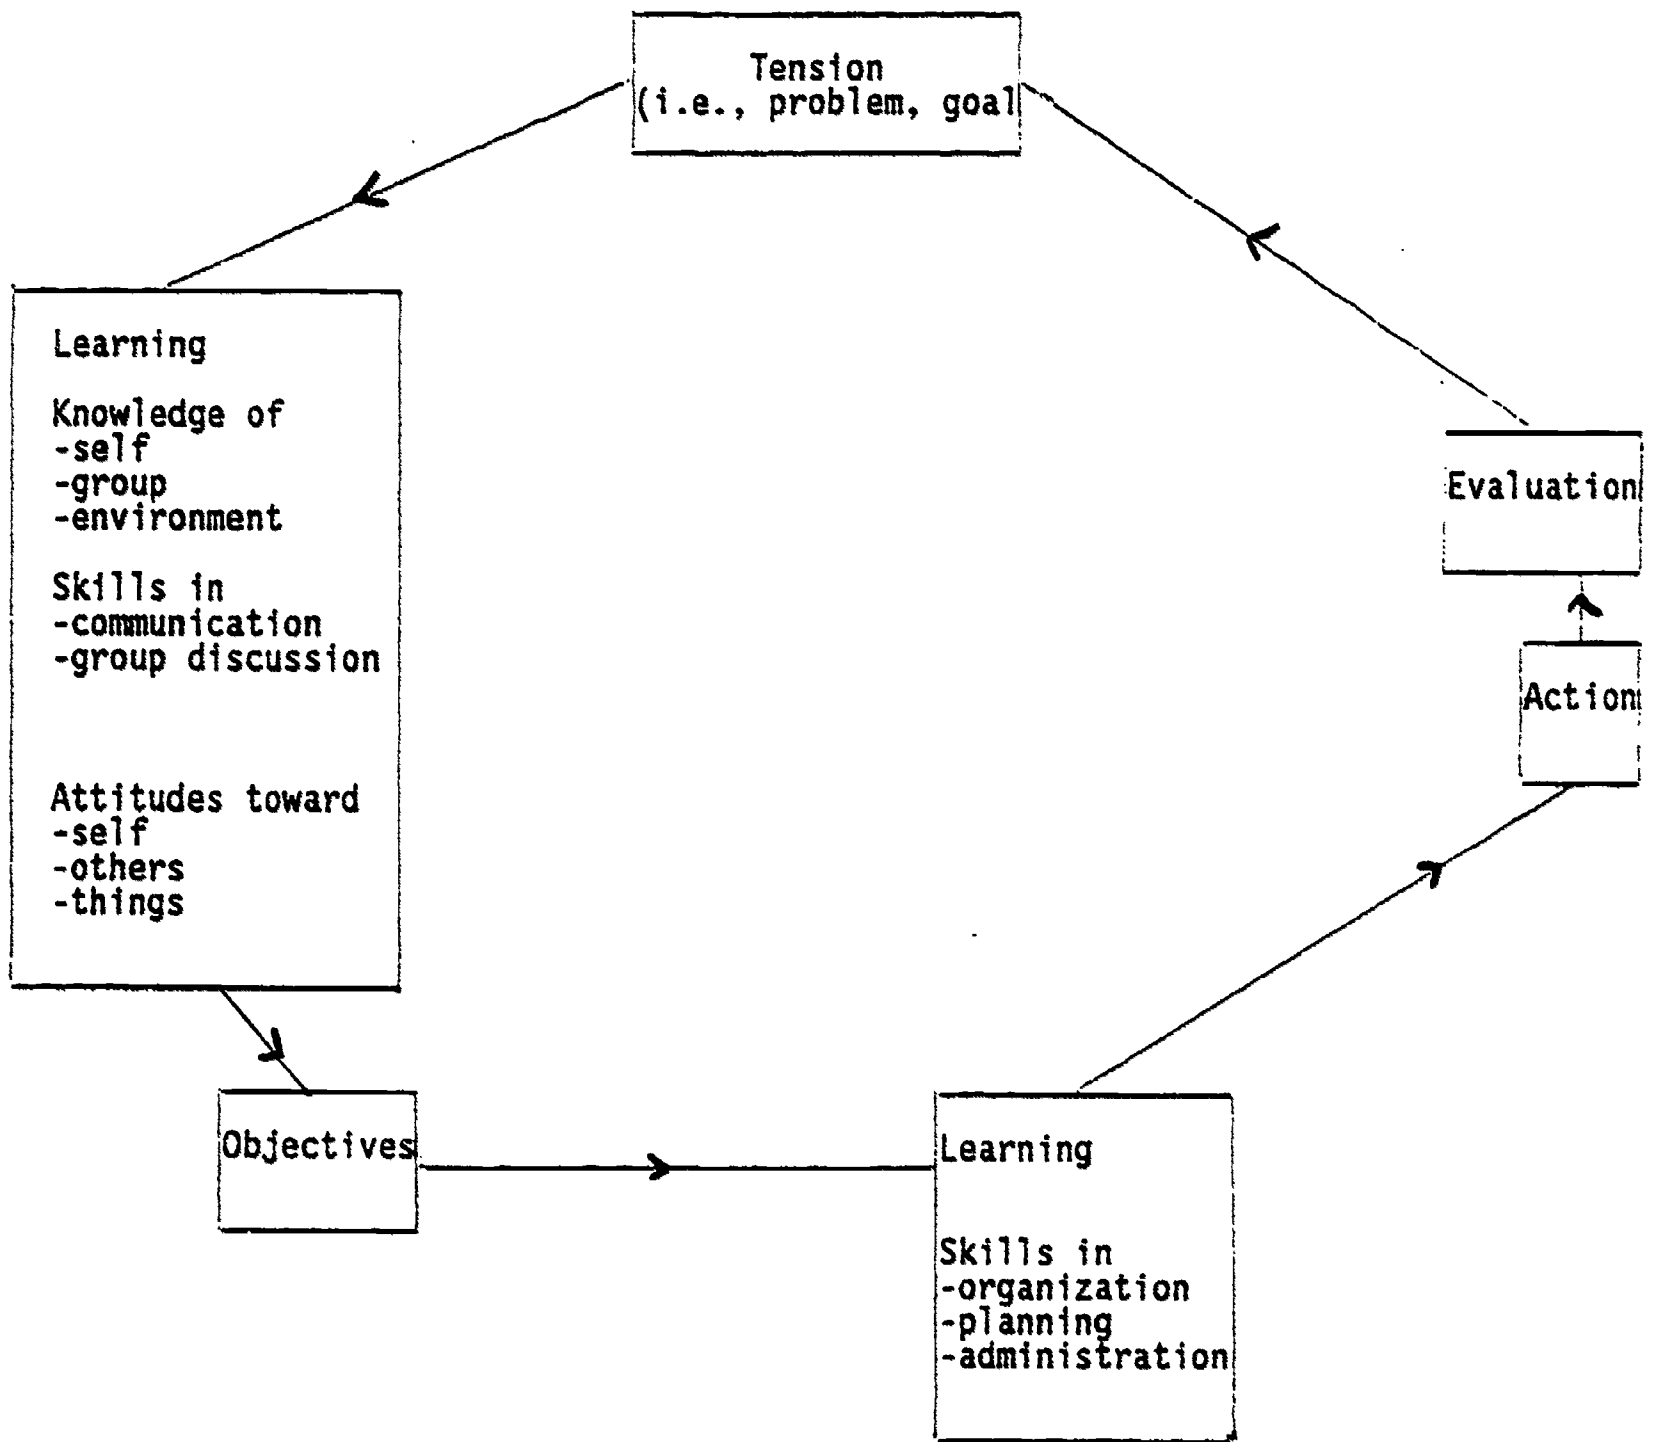 Tension
(i.e., problem, goal
Learning
Knowledge of
-self
-group
-environment
Skills in
-communication
-group discussion
Attitudes toward
-self
-others
-things
Objectives
Learning
Skills in
-organization
-planning
-administration
Action
Evaluation